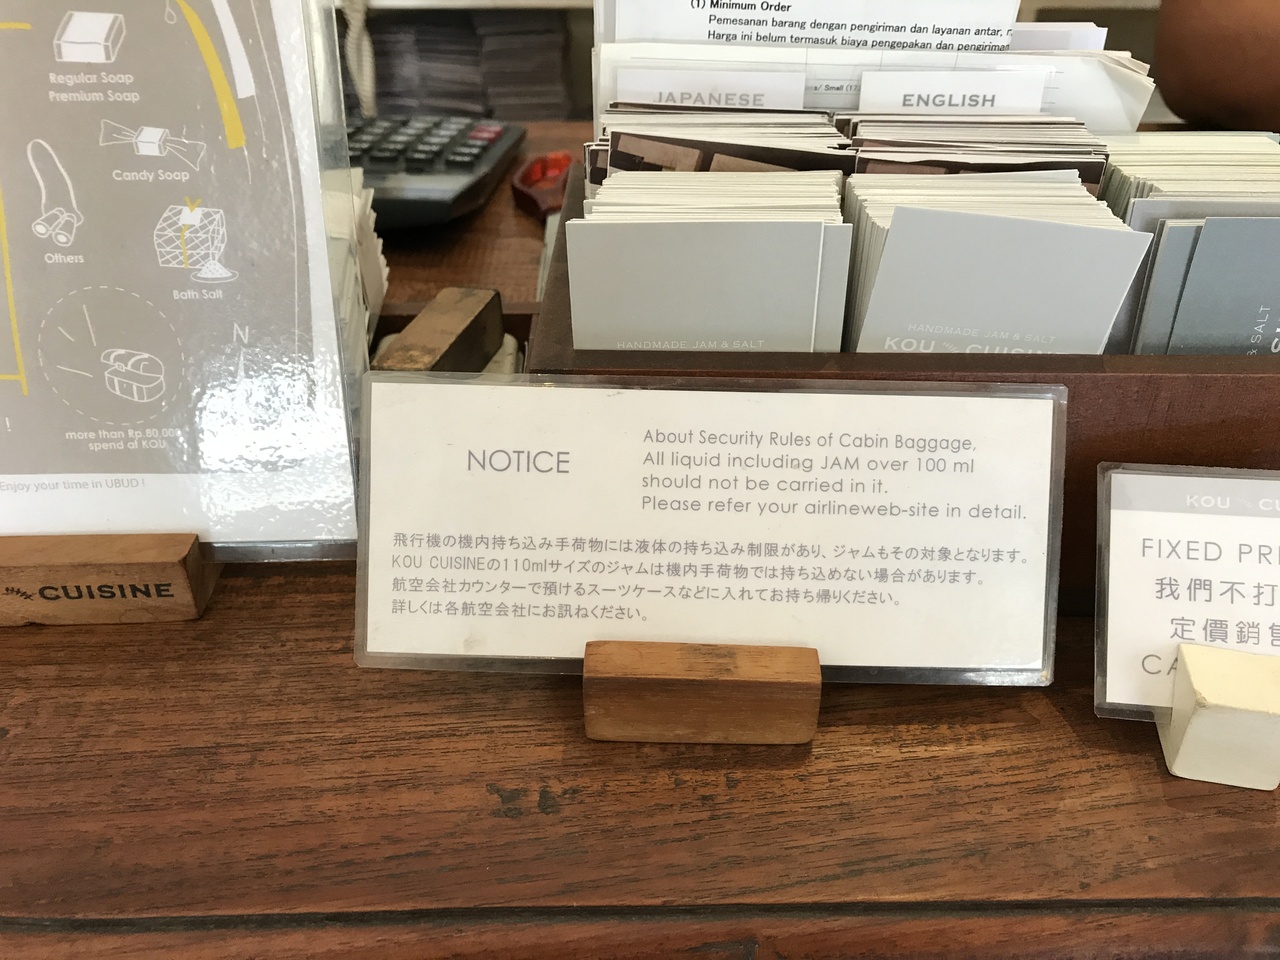 Regular Soap
Premium Soap
Candy Soap
Others
Bath Salt
N
more than Rp.80.000
spend at KOU
!
Enjoy your time in UBUD !
CUISINE
(1) Minimum Order
Pemesanan barang dengan pengiriman dan layanan antar,
Harga ini belum termasuk biaya pengepakan dan pengiriman
Small
JAPANESE
ENGLISH
HANDMADE JAM & SALT
HANDMADE JAM & SALT
KOU CUISINE
& SALT
NOTICE
About Security Rules of Cabin Baggage,
All liquid including JAM over 100 ml
should not be carried in it.
Please refer your airlineweb-site in detail.
飛行機の機内持ち込み手荷物には液体の持ち込み制限があり、ジャムもその対象となります。
KOU CUISINEの110mlサイズのジャムは機内手荷物では持ち込めない場合があります。
航空会社カウンターで預けるスーツケースなどに入れてお持ち帰りください。
詳しくは各航空会社にお訊ねください。
KOU CU
FIXED PRI
我們不打
定價銷售
CA